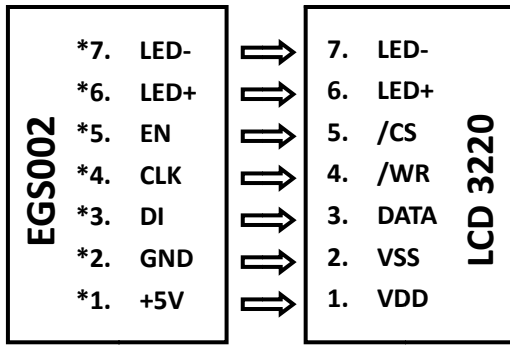 EGS002
*7. LED-
*6. LED+
*5. EN
*4. CLK
*3. DI
*2. GND
*1. +5V
7. LED-
6. LED+
5. /CS
4. /WR
3. DATA
2. VSS
1. VDD
LCD 3220